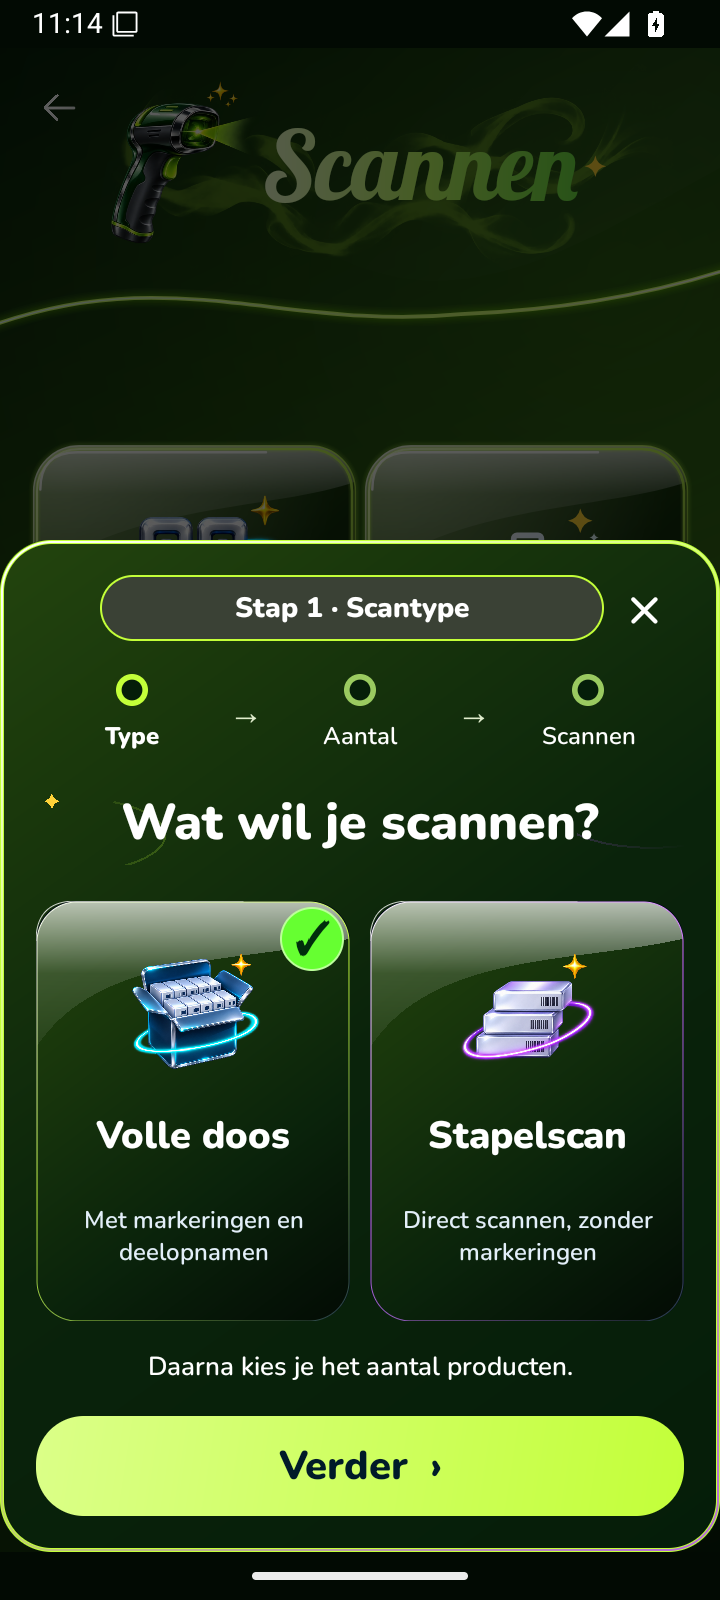 11:14
Scannen
Stap 1 · Scantype
Type → Aantal → Scannen
Wat wil je scannen?
Volle doos
Met markeringen en
deelopnamen
Stapelscan
Direct scannen, zonder
markeringen
Daarna kies je het aantal producten.
Verder ›